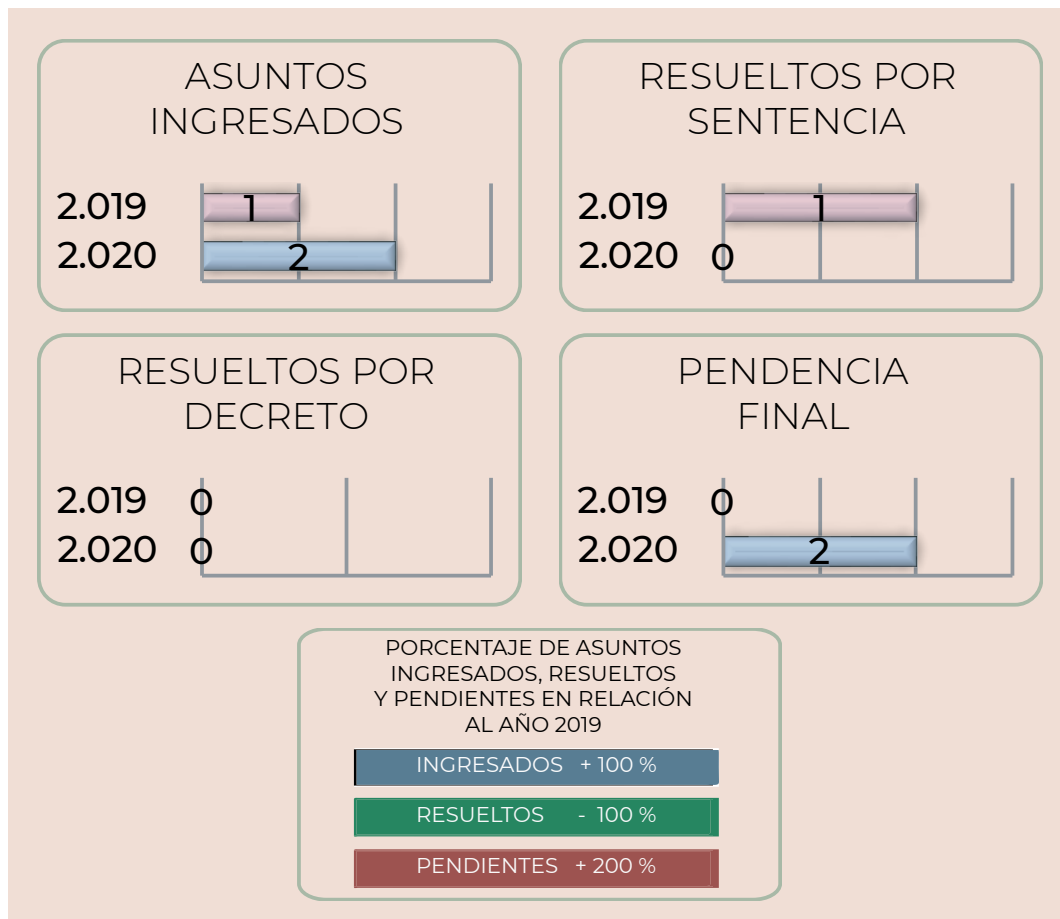 ASUNTOS
INGRESADOS
2.019 1
2.020 2
RESUELTOS POR
SENTENCIA
2.019 1
2.020 0
RESUELTOS POR
DECRETO
2.019 0
2.020 0
PENDENCIA
FINAL
2.019 0
2.020 2
PORCENTAJE DE ASUNTOS
INGRESADOS, RESUELTOS
Y PENDIENTES EN RELACIÓN
AL AÑO 2019
INGRESADOS + 100 %
RESUELTOS - 100 %
PENDIENTES + 200 %